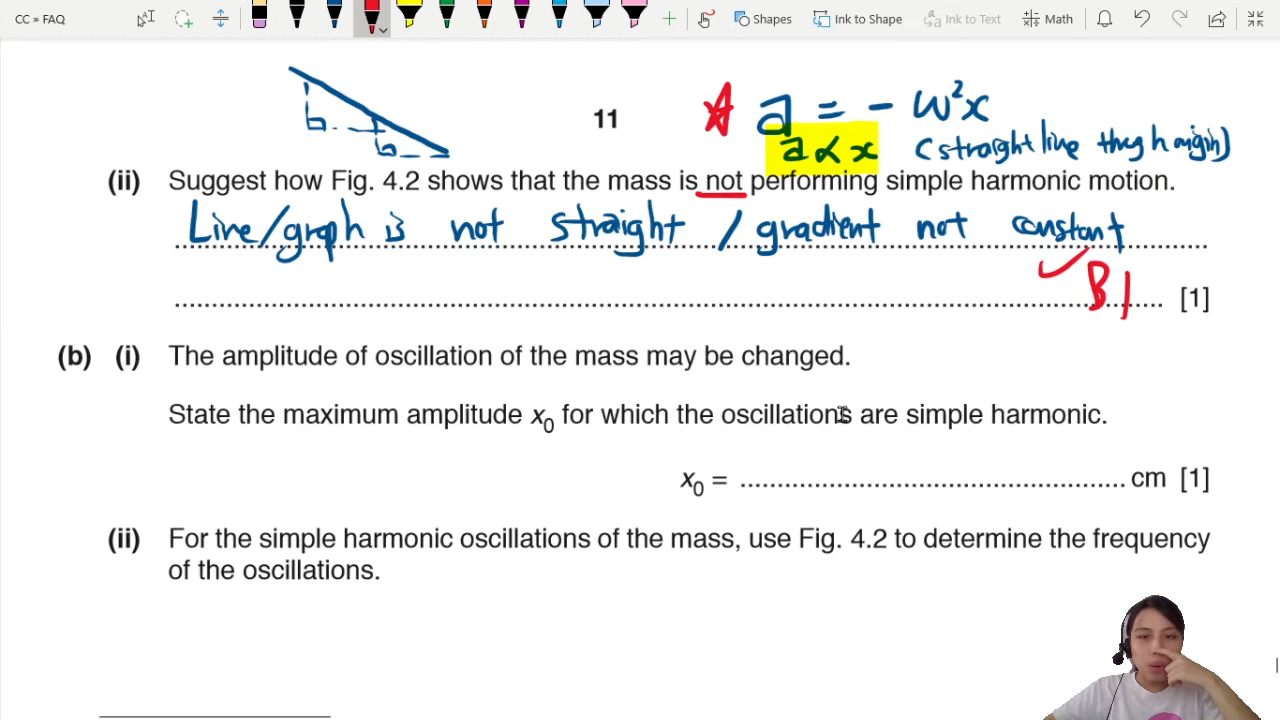 CC » FAQ
Shapes
Ink to Shape
Ink to Text
Math
11
a = - ω²x
a α x
(straight line through origin)
(ii) Suggest how Fig. 4.2 shows that the mass is not performing simple harmonic motion.
Line/graph is not straight / gradient not constant
B1
[1]
(b) (i) The amplitude of oscillation of the mass may be changed.
State the maximum amplitude x₀ for which the oscillations are simple harmonic.
x₀ = ........................................................ cm [1]
(ii) For the simple harmonic oscillations of the mass, use Fig. 4.2 to determine the frequency
of the oscillations.